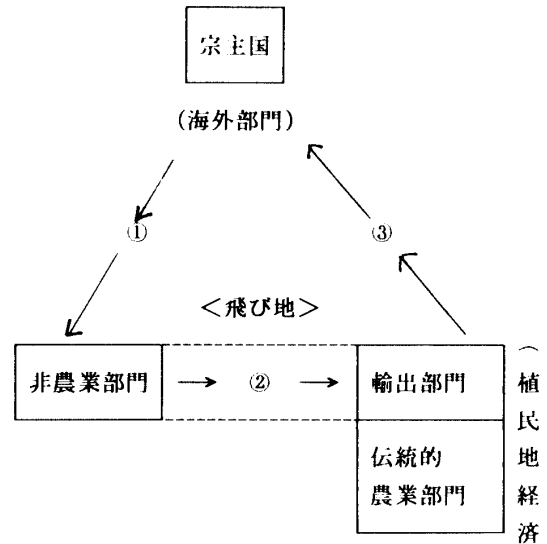 宗主国
(海外部門)
①
③
<飛び地>
非農業部門
②
輸出部門
伝統的
農業部門
(植民地経済